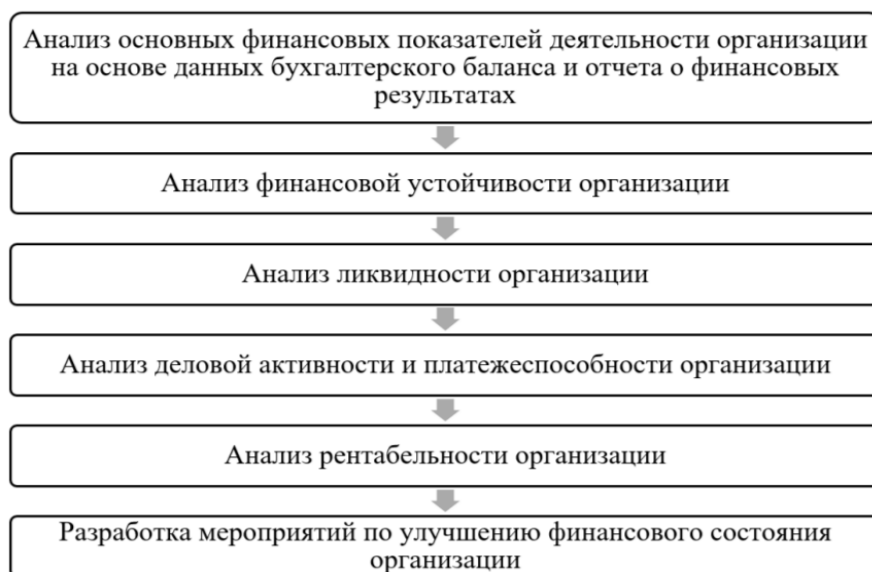 Анализ основных финансовых показателей деятельности организации
на основе данных бухгалтерского баланса и отчета о финансовых
результатах
Анализ финансовой устойчивости организации
Анализ ликвидности организации
Анализ деловой активности и платежеспособности организации
Анализ рентабельности организации
Разработка мероприятий по улучшению финансового состояния
организации